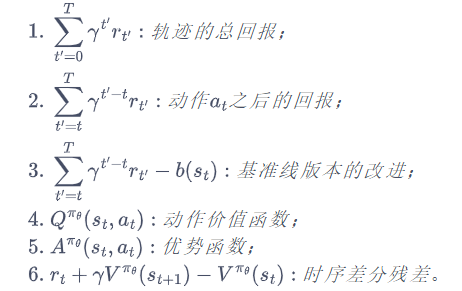 1. $\sum_{t'=0}^{T} \gamma^{t'} r_{t'}$ : 轨迹的总回报；
2. $\sum_{t'=t}^{T} \gamma^{t'-t} r_{t'}$ : 动作$a_t$之后的回报；
3. $\sum_{t'=t}^{T} \gamma^{t'-t} r_{t'} - b(s_t)$ : 基准线版本的改进；
4. $Q^{\pi_\theta}(s_t, a_t)$ : 动作价值函数；
5. $A^{\pi_\theta}(s_t, a_t)$ : 优势函数；
6. $r_t + \gamma V^{\pi_\theta}(s_{t+1}) - V^{\pi_\theta}(s_t)$ : 时序差分残差。